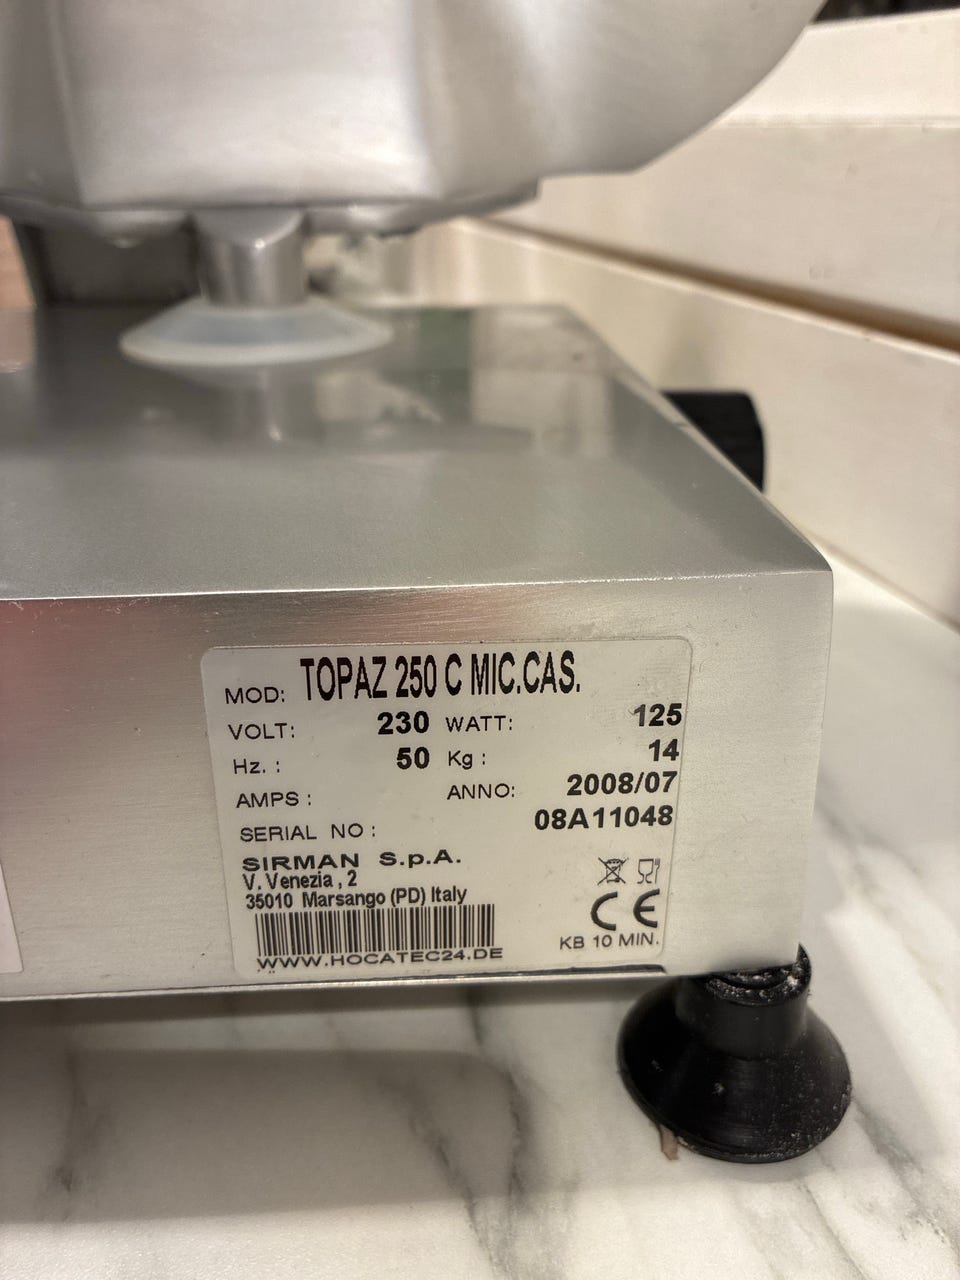 MOD: TOPAZ 250 C MIC.CAS.
VOLT: 230 WATT: 125
Hz. : 50 Kg : 14
AMPS : ANNO: 2008/07
SERIAL NO : 08A11048
SIRMAN S.p.A.
V. Venezia , 2
35010 Marsango (PD) Italy
CE
WWW.HOCATEC24.DE KB 10 MIN.